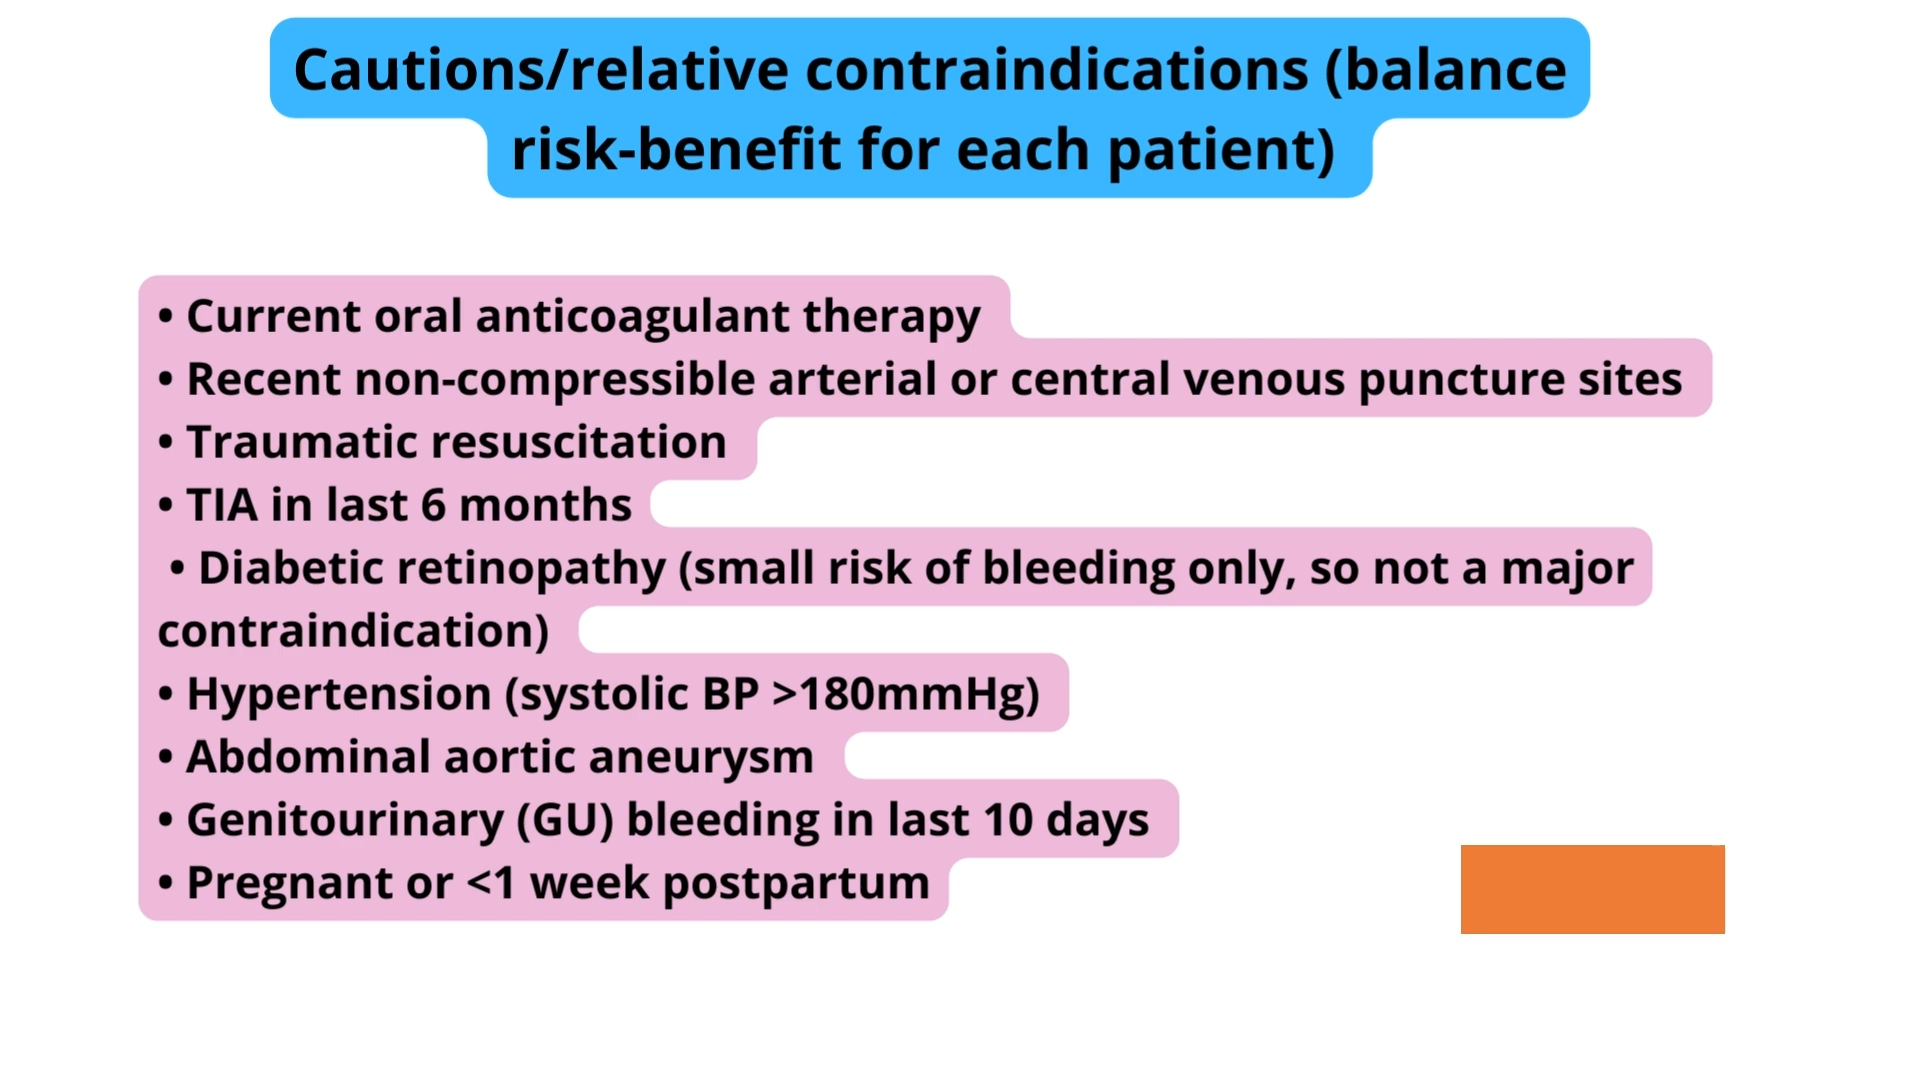 Cautions/relative contraindications (balance
risk-benefit for each patient)
• Current oral anticoagulant therapy
• Recent non-compressible arterial or central venous puncture sites
• Traumatic resuscitation
• TIA in last 6 months
• Diabetic retinopathy (small risk of bleeding only, so not a major
contraindication)
• Hypertension (systolic BP >180mmHg)
• Abdominal aortic aneurysm
• Genitourinary (GU) bleeding in last 10 days
• Pregnant or <1 week postpartum